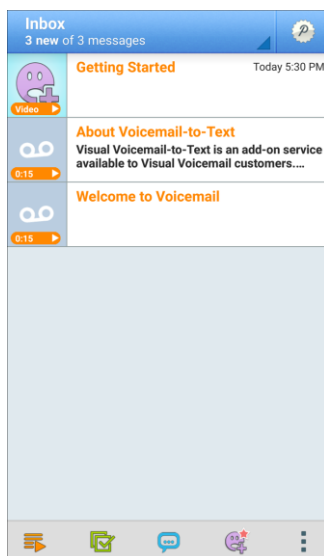 Inbox
3 new of 3 messages
Getting Started
Today 5:30 PM
Video
About Voicemail-to-Text
Visual Voicemail-to-Text is an add-on service
available to Visual Voicemail customers....
0:15
Welcome to Voicemail
0:15